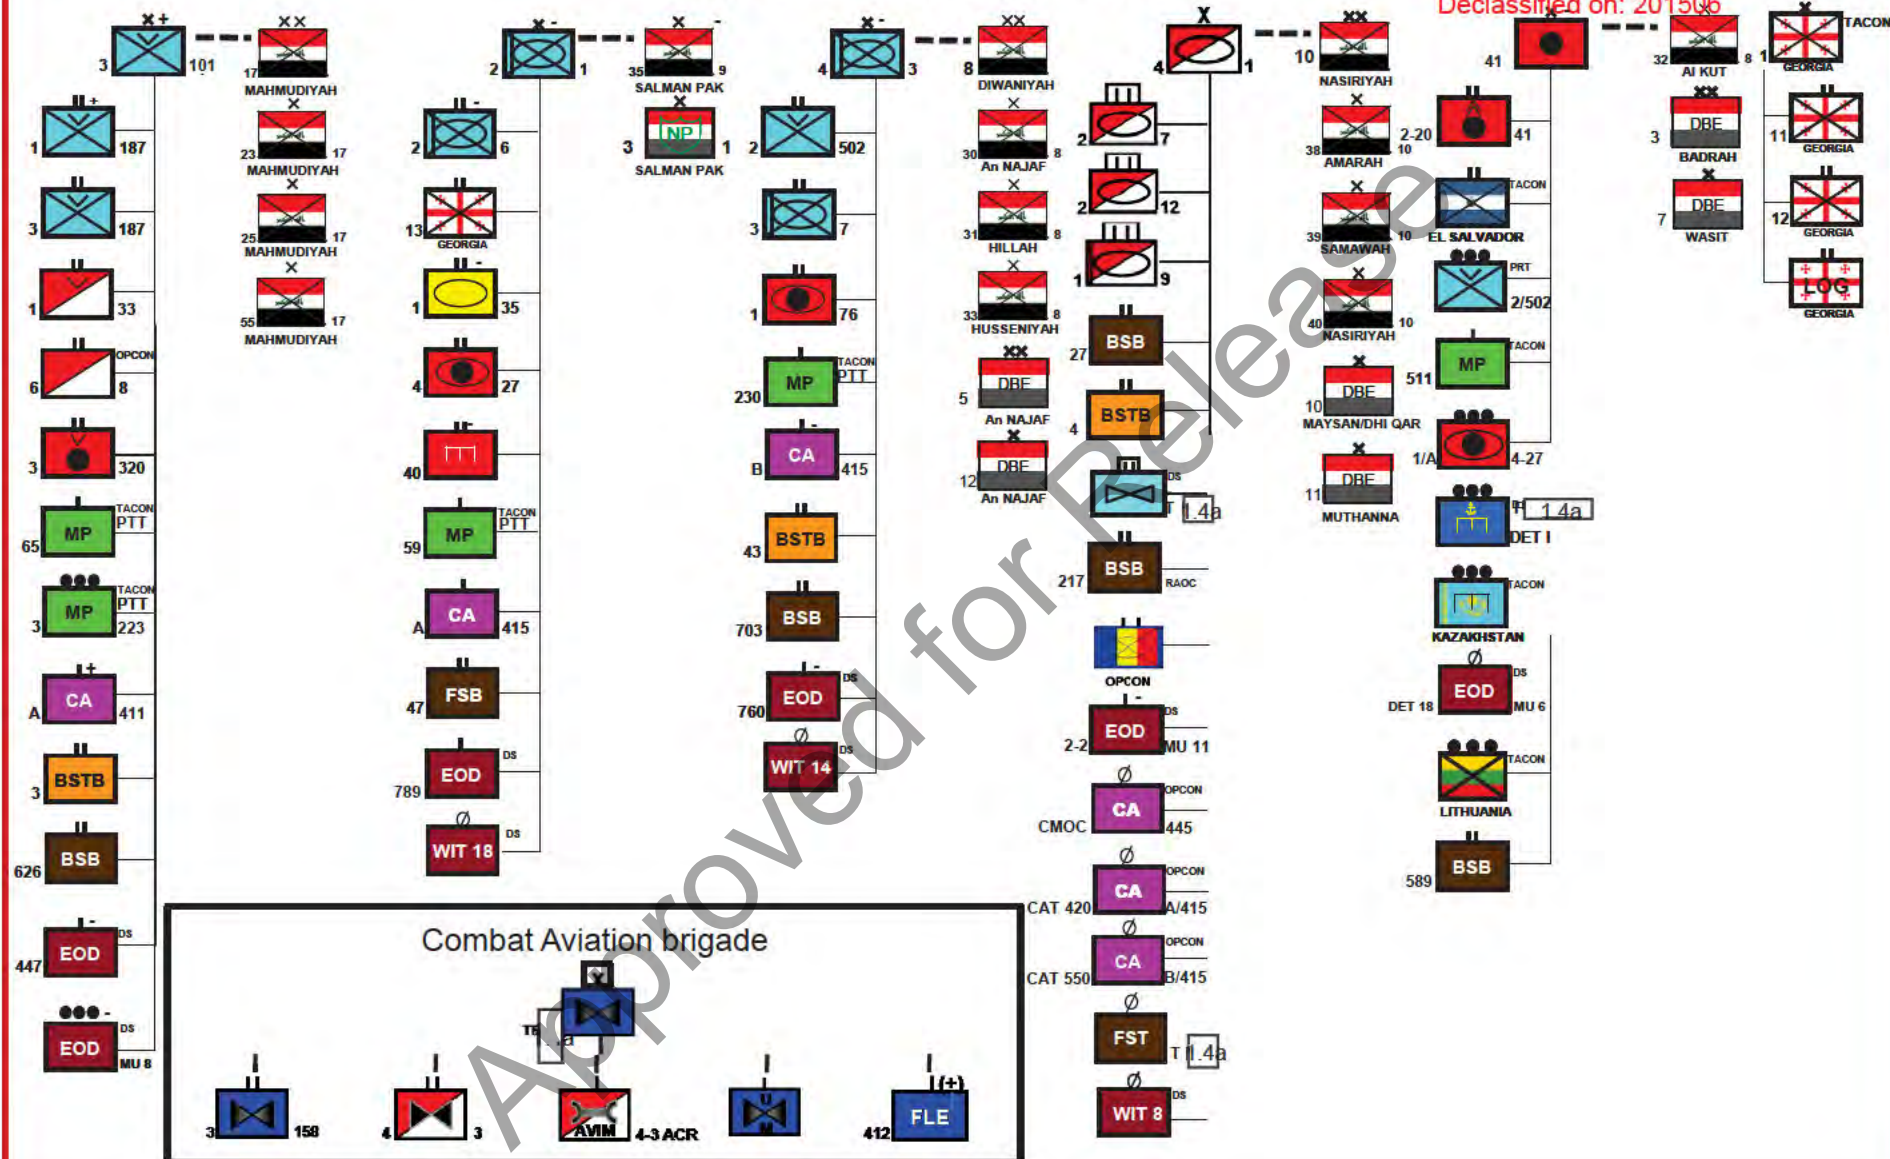 Declassified on: 201506
3 101
17
MAHMUDIYAH
1 187
23 17
MAHMUDIYAH
3 187
25 17
MAHMUDIYAH
1 33
55 17
MAHMUDIYAH
6 8 OPCON
3 320
65 MP TACON
PTT
3 MP 223 TACON
PTT
A CA 411
3 BSTB
626 BSB
447 EOD DS
EOD DS
MU 8
2 1
35 9
SALMAN PAK
2 6
3 NP 1
SALMAN PAK
13
GEORGIA
1 35
4 27
40
59 MP TACON
PTT
A CA 415
47 FSB
789 EOD DS
WIT 18 DS
4 3
8
DIWANIYAH
2 502
30 8
An NAJAF
3 7
31 8
HILLAH
1 76
33 8
HUSSENIYAH
230 MP TACON
PTT
5 DBE
An NAJAF
B CA 415
12 DBE
An NAJAF
43 BSTB
703 BSB
760 EOD DS
WIT 14 DS
4 1
10
NASIRIYAH
2 7
38 10
AMARAH
2 12
39 10
SAMAWAH
1 9
40 10
NASIRIYAH
27 BSB
10 DBE
MAYSAN/DHI QAR
4 BSTB
11 DBE
MUTHANNA
DS
T 1.4a
217 BSB RAOC
OPCON
2-2 EOD DS
MU 11
CMOC CA OPCON
445
CAT 420 CA OPCON
A/415
CAT 550 CA OPCON
B/415
FST T 1.4a
WIT 8 DS
41
32 8
Al KUT
1 TACON
GEORGIA
2-20 41
3 DBE
BADRAH
11
GEORGIA
TACON
EL SALVADOR
7 DBE
WASIT
12
GEORGIA
PRT
2/502
LOG
GEORGIA
511 MP TACON
1/A 4-27
1.4a
DET I
TACON
KAZAKHSTAN
DET 18 EOD DS
MU 6
TACON
LITHUANIA
589 BSB
Combat Aviation brigade
3 158
4 3
AVIM 4-3 ACR
U
M
412 FLE (+)
Approved for Release